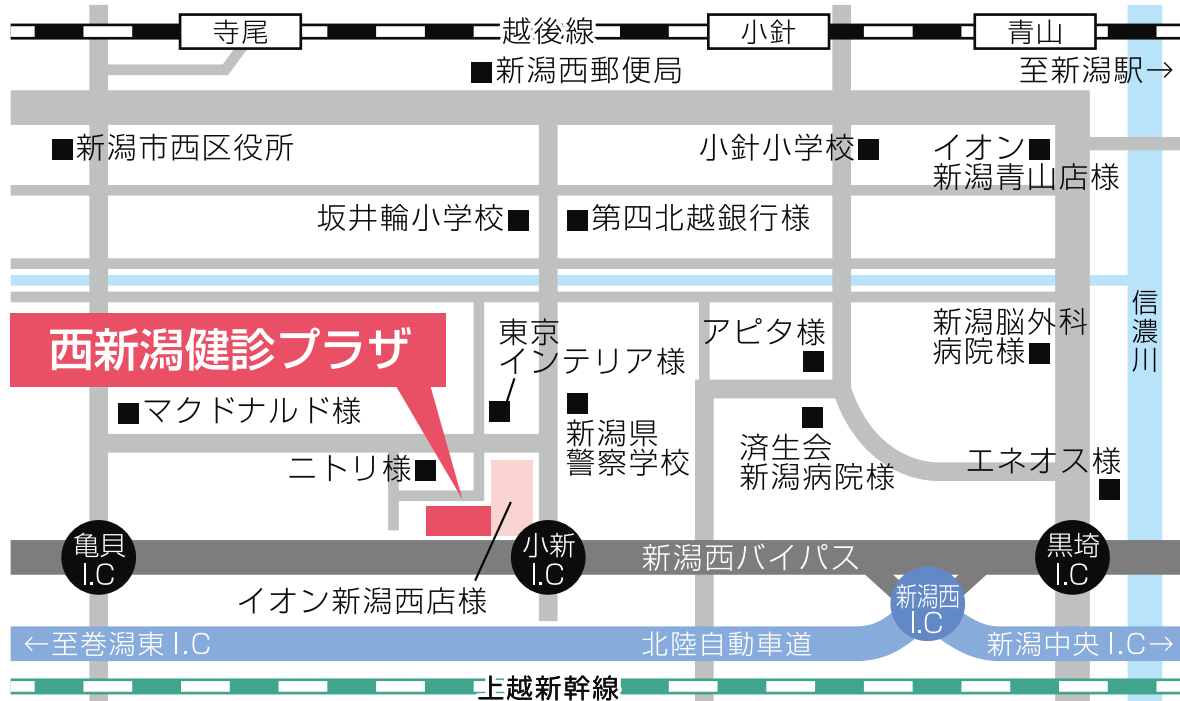 寺尾
越後線
小針
青山
■新潟西郵便局
至新潟駅→
■新潟市西区役所
小針小学校■
イオン■
新潟青山店様
坂井輪小学校■
■第四北越銀行様
信濃川
西新潟健診プラザ
東京
インテリア様
アピタ様
新潟脳外科
病院様■
■マクドナルド様
新潟県
警察学校
済生会
新潟病院様
ニトリ様■
エネオス様
亀貝
I.C
小新
I.C
新潟西バイパス
黒埼
I.C
イオン新潟西店様
新潟西
I.C
←至巻潟東 I.C
北陸自動車道
新潟中央 I.C→
上越新幹線